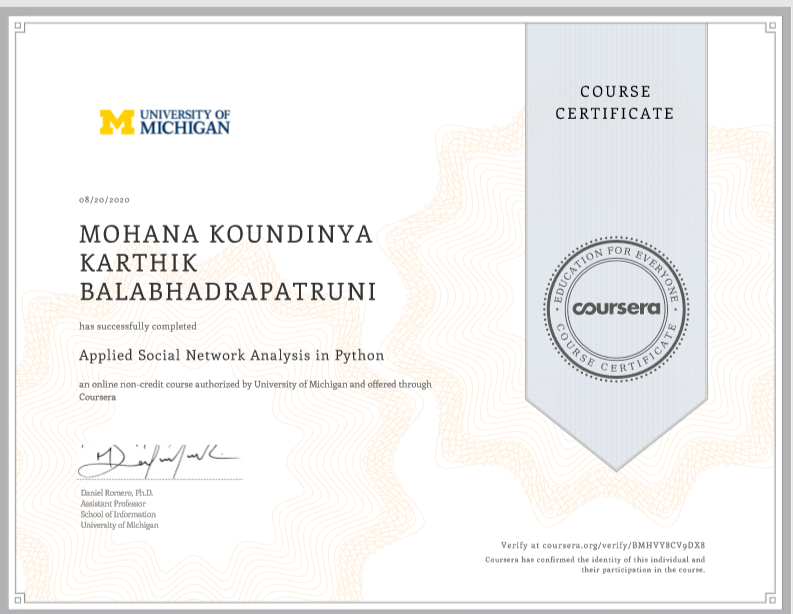 UNIVERSITY OF
MICHIGAN
COURSE
CERTIFICATE
08/20/2020
MOHANA KOUNDINYA
KARTHIK
BALABHADRAPATRUNI
has successfully completed
Applied Social Network Analysis in Python
an online non-credit course authorized by University of Michigan and offered through
Coursera
EDUCATION FOR EVERYONE
coursera
COURSE CERTIFICATE
Daniel Romero, Ph.D.
Assistant Professor
School of Information
University of Michigan
Verify at coursera.org/verify/BMHVY8CV9DX8
Coursera has confirmed the identity of this individual and
their participation in the course.